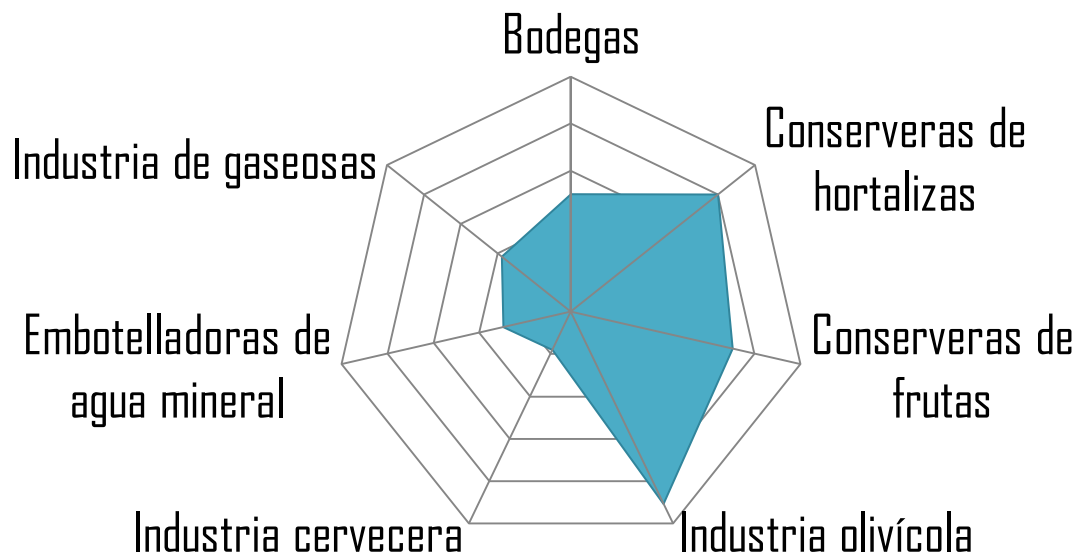 Bodegas
Conserveras de
hortalizas
Conserveras de
frutas
Industria olivícola
Industria cervecera
Embotelladoras de
agua mineral
Industria de gaseosas